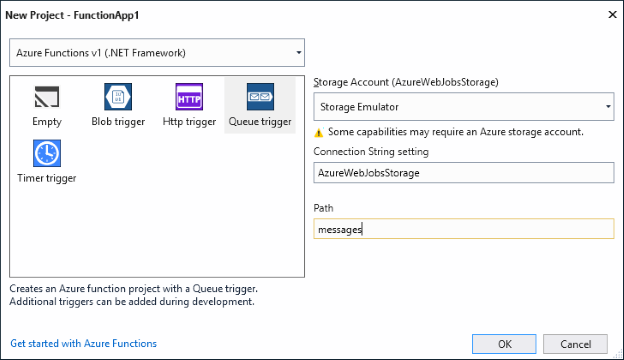 New Project - FunctionApp1
Azure Functions v1 (.NET Framework)
Empty
Blob trigger
HTTP
Http trigger
Queue trigger
Timer trigger
Creates an Azure function project with a Queue trigger.
Additional triggers can be added during development.
Storage Account (AzureWebJobsStorage)
Storage Emulator
Some capabilities may require an Azure storage account.
Connection String setting
AzureWebJobsStorage
Path
messages
Get started with Azure Functions
OK
Cancel